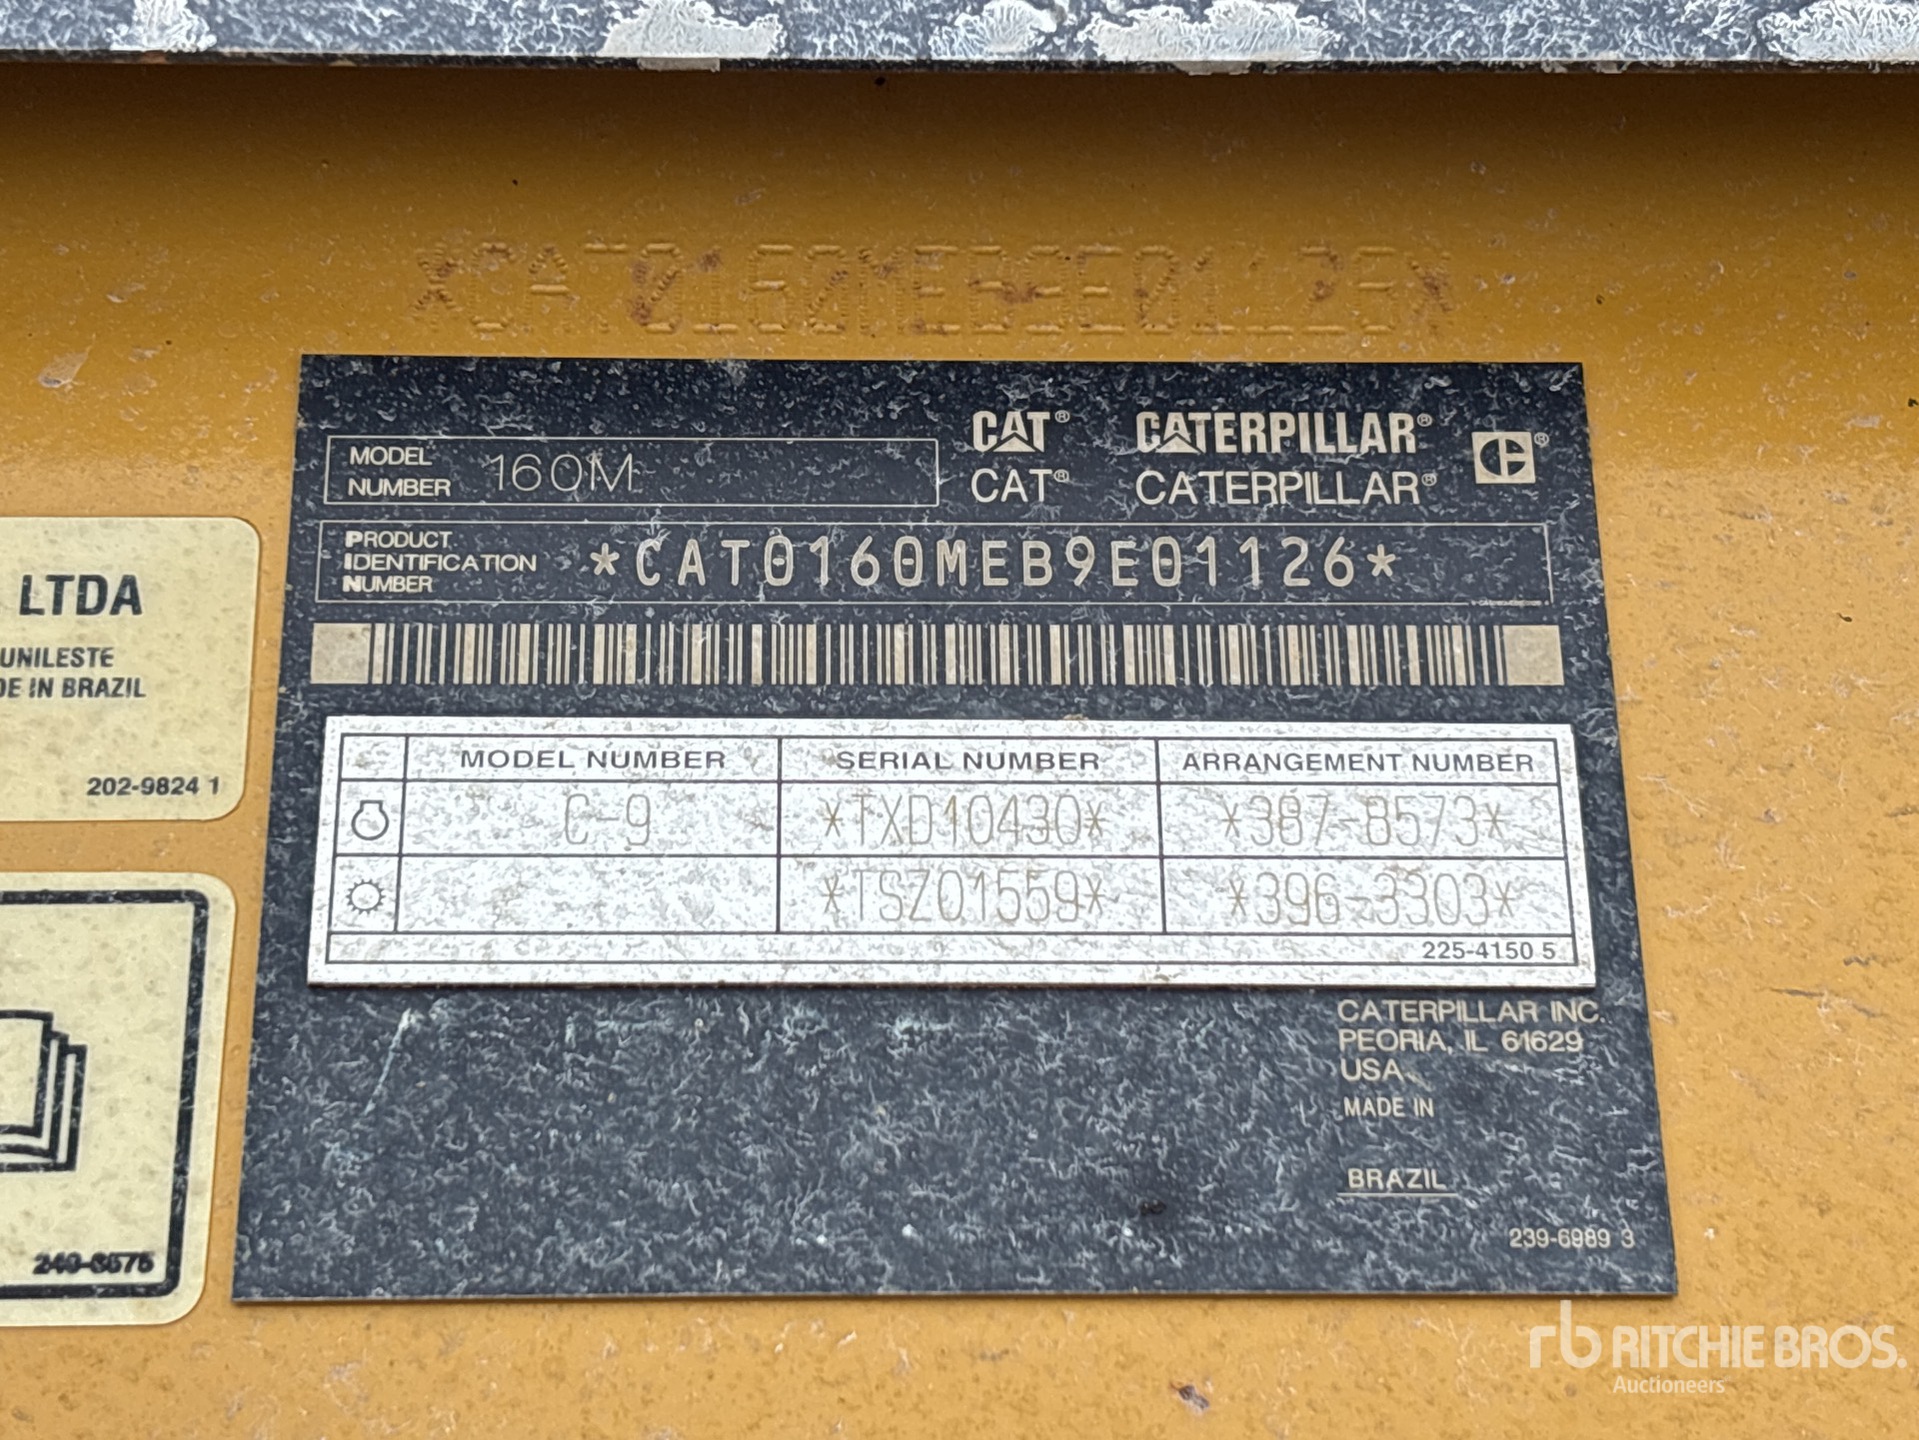 *CAT0160MEB9E01126*
MODEL NUMBER 160M
CAT® CATERPILLAR®
CAT® CATERPILLAR®
PRODUCT
IDENTIFICATION
NUMBER
*CAT0160MEB9E01126*
MODEL NUMBER SERIAL NUMBER ARRANGEMENT NUMBER
C-9 *TXD10430* *387-8573*
*TSZ01559* *396-3303*
225-4150 5
CATERPILLAR INC.
PEORIA, IL 61629
USA
MADE IN
BRAZIL
239-6989 3
LTDA
UNILESTE
DE IN BRAZIL
202-9824 1
rb RITCHIE BROS.
Auctioneers